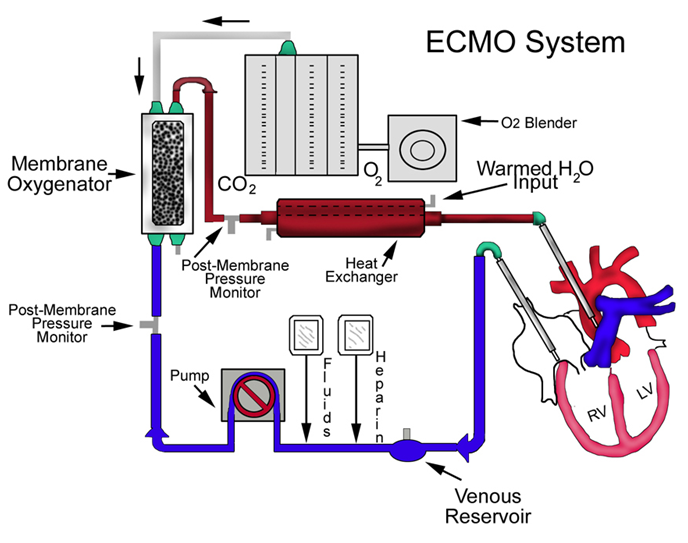 ECMO System
O2 Blender
O2
Membrane
Oxygenator
CO2
Warmed H2O
Input
Post-Membrane
Pressure
Monitor
Heat
Exchanger
Post-Membrane
Pressure
Monitor
Pump
Fluids
Heparin
RV
LV
Venous
Reservoir